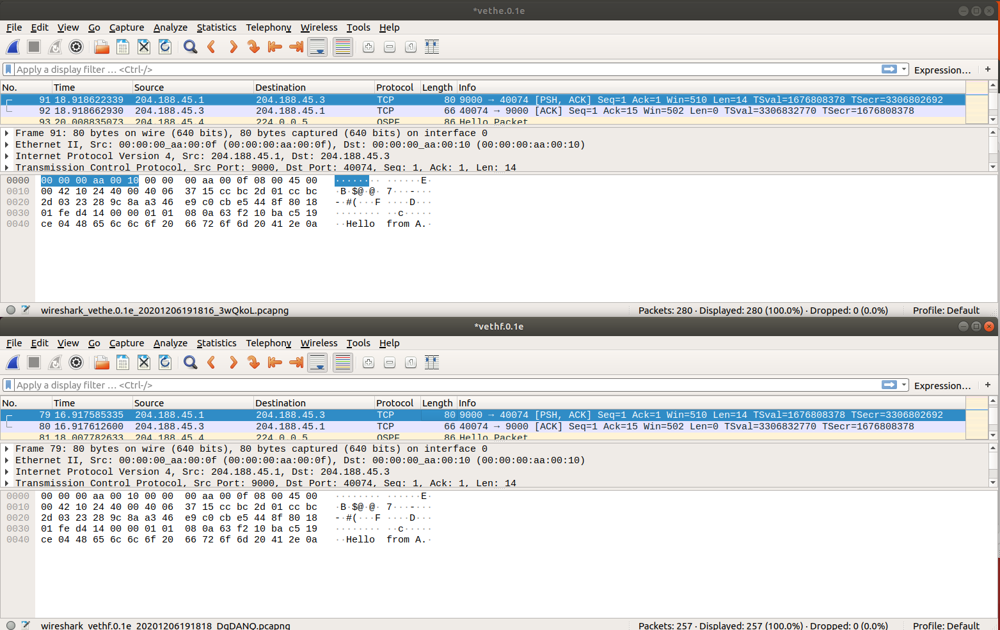 *vethe.0.1e
File Edit View Go Capture Analyze Statistics Telephony Wireless Tools Help
Apply a display filter … <Ctrl-/> Expression… +
No. Time Source Destination Protocol Length Info
91 18.918622339 204.188.45.1 204.188.45.3 TCP 80 9000 → 40074 [PSH, ACK] Seq=1 Ack=1 Win=510 Len=14 TSval=1676808378 TSecr=3306802692
92 18.918662930 204.188.45.3 204.188.45.1 TCP 66 40074 → 9000 [ACK] Seq=1 Ack=15 Win=502 Len=0 TSval=3306832770 TSecr=1676808378
93 20.008835073 204.188.45.4 224.0.0.5 OSPF 86 Hello Packet
Frame 91: 80 bytes on wire (640 bits), 80 bytes captured (640 bits) on interface 0
Ethernet II, Src: 00:00:00_aa:00:0f (00:00:00:aa:00:0f), Dst: 00:00:00_aa:00:10 (00:00:00:aa:00:10)
Internet Protocol Version 4, Src: 204.188.45.1, Dst: 204.188.45.3
Transmission Control Protocol, Src Port: 9000, Dst Port: 40074, Seq: 1, Ack: 1, Len: 14
0000 00 00 00 aa 00 10 00 00 00 aa 00 0f 08 00 45 00 ········ ······E·
0010 00 42 10 24 40 00 40 06 37 15 cc bc 2d 01 cc bc ·B·$@·@· 7···-···
0020 2d 03 23 28 9c 8a a3 46 e9 c0 cb e5 44 8f 80 18 -·#(···F ····D···
0030 01 fe d4 14 00 00 01 01 08 0a 63 f2 10 ba c5 19 ········ ··c·····
0040 ce 04 48 65 6c 6c 6f 20 66 72 6f 6d 20 41 2e 0a ··Hello from A.·
wireshark_vethe.0.1e_20201206191816_3wQkoL.pcapng Packets: 280 · Displayed: 280 (100.0%) · Dropped: 0 (0.0%) Profile: Default
*vethf.0.1e
File Edit View Go Capture Analyze Statistics Telephony Wireless Tools Help
Apply a display filter … <Ctrl-/> Expression… +
No. Time Source Destination Protocol Length Info
79 16.917585335 204.188.45.1 204.188.45.3 TCP 80 9000 → 40074 [PSH, ACK] Seq=1 Ack=1 Win=510 Len=14 TSval=1676808378 TSecr=3306802692
80 16.917612600 204.188.45.3 204.188.45.1 TCP 66 40074 → 9000 [ACK] Seq=1 Ack=15 Win=502 Len=0 TSval=3306832770 TSecr=1676808378
81 18.007782633 204.188.45.4 224.0.0.5 OSPF 86 Hello Packet
Frame 79: 80 bytes on wire (640 bits), 80 bytes captured (640 bits) on interface 0
Ethernet II, Src: 00:00:00_aa:00:0f (00:00:00:aa:00:0f), Dst: 00:00:00_aa:00:10 (00:00:00:aa:00:10)
Internet Protocol Version 4, Src: 204.188.45.1, Dst: 204.188.45.3
Transmission Control Protocol, Src Port: 9000, Dst Port: 40074, Seq: 1, Ack: 1, Len: 14
0000 00 00 00 aa 00 10 00 00 00 aa 00 0f 08 00 45 00 ········ ······E·
0010 00 42 10 24 40 00 40 06 37 15 cc bc 2d 01 cc bc ·B·$@·@· 7···-···
0020 2d 03 23 28 9c 8a a3 46 e9 c0 cb e5 44 8f 80 18 -·#(···F ····D···
0030 01 fe d4 14 00 00 01 01 08 0a 63 f2 10 ba c5 19 ········ ··c·····
0040 ce 04 48 65 6c 6c 6f 20 66 72 6f 6d 20 41 2e 0a ··Hello from A.·
wireshark_vethf.0.1e_20201206191818_DgDANQ.pcapng Packets: 257 · Displayed: 257 (100.0%) · Dropped: 0 (0.0%) Profile: Default